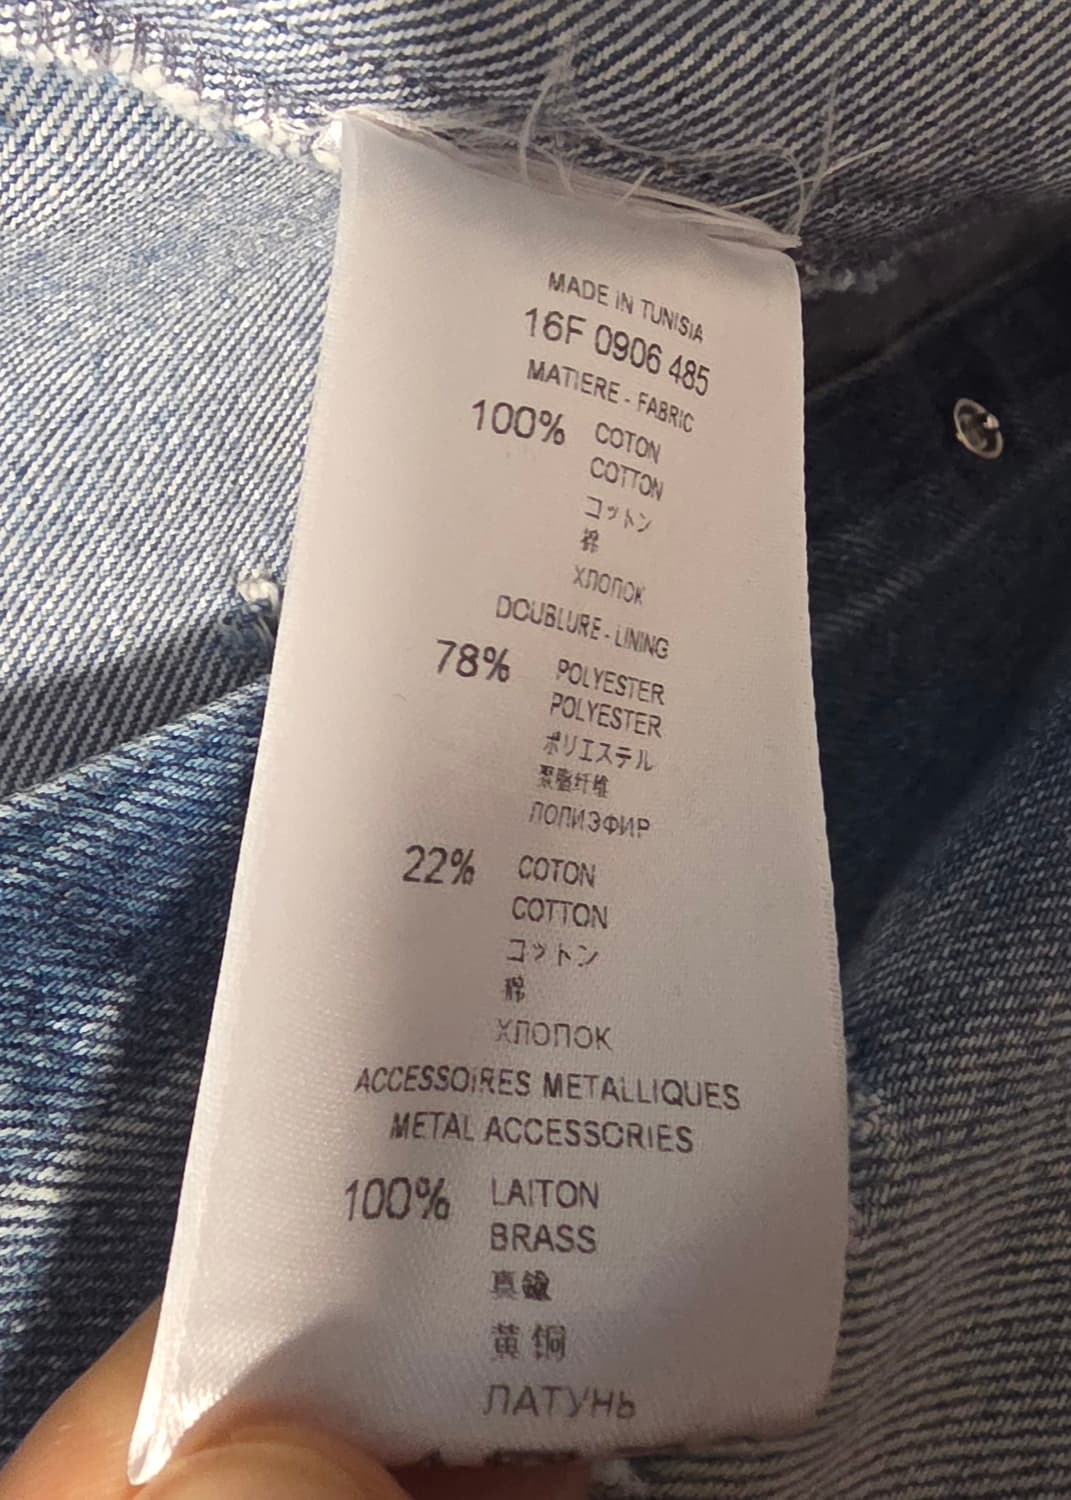 MADE IN TUNISIA
16F 0906 485
MATIERE - FABRIC
100% COTON
COTTON
コットン
棉
ХЛОПОК
DOUBLURE - LINING
78% POLYESTER
POLYESTER
ポリエステル
聚脂纤维
ПОПИЭФИР
22% COTON
COTTON
コットン
棉
ХЛОПОК
ACCESSOIRES METALLIQUES
METAL ACCESSORIES
100% LAITON
BRASS
真鍮
黄铜
ЛАТУНЬ